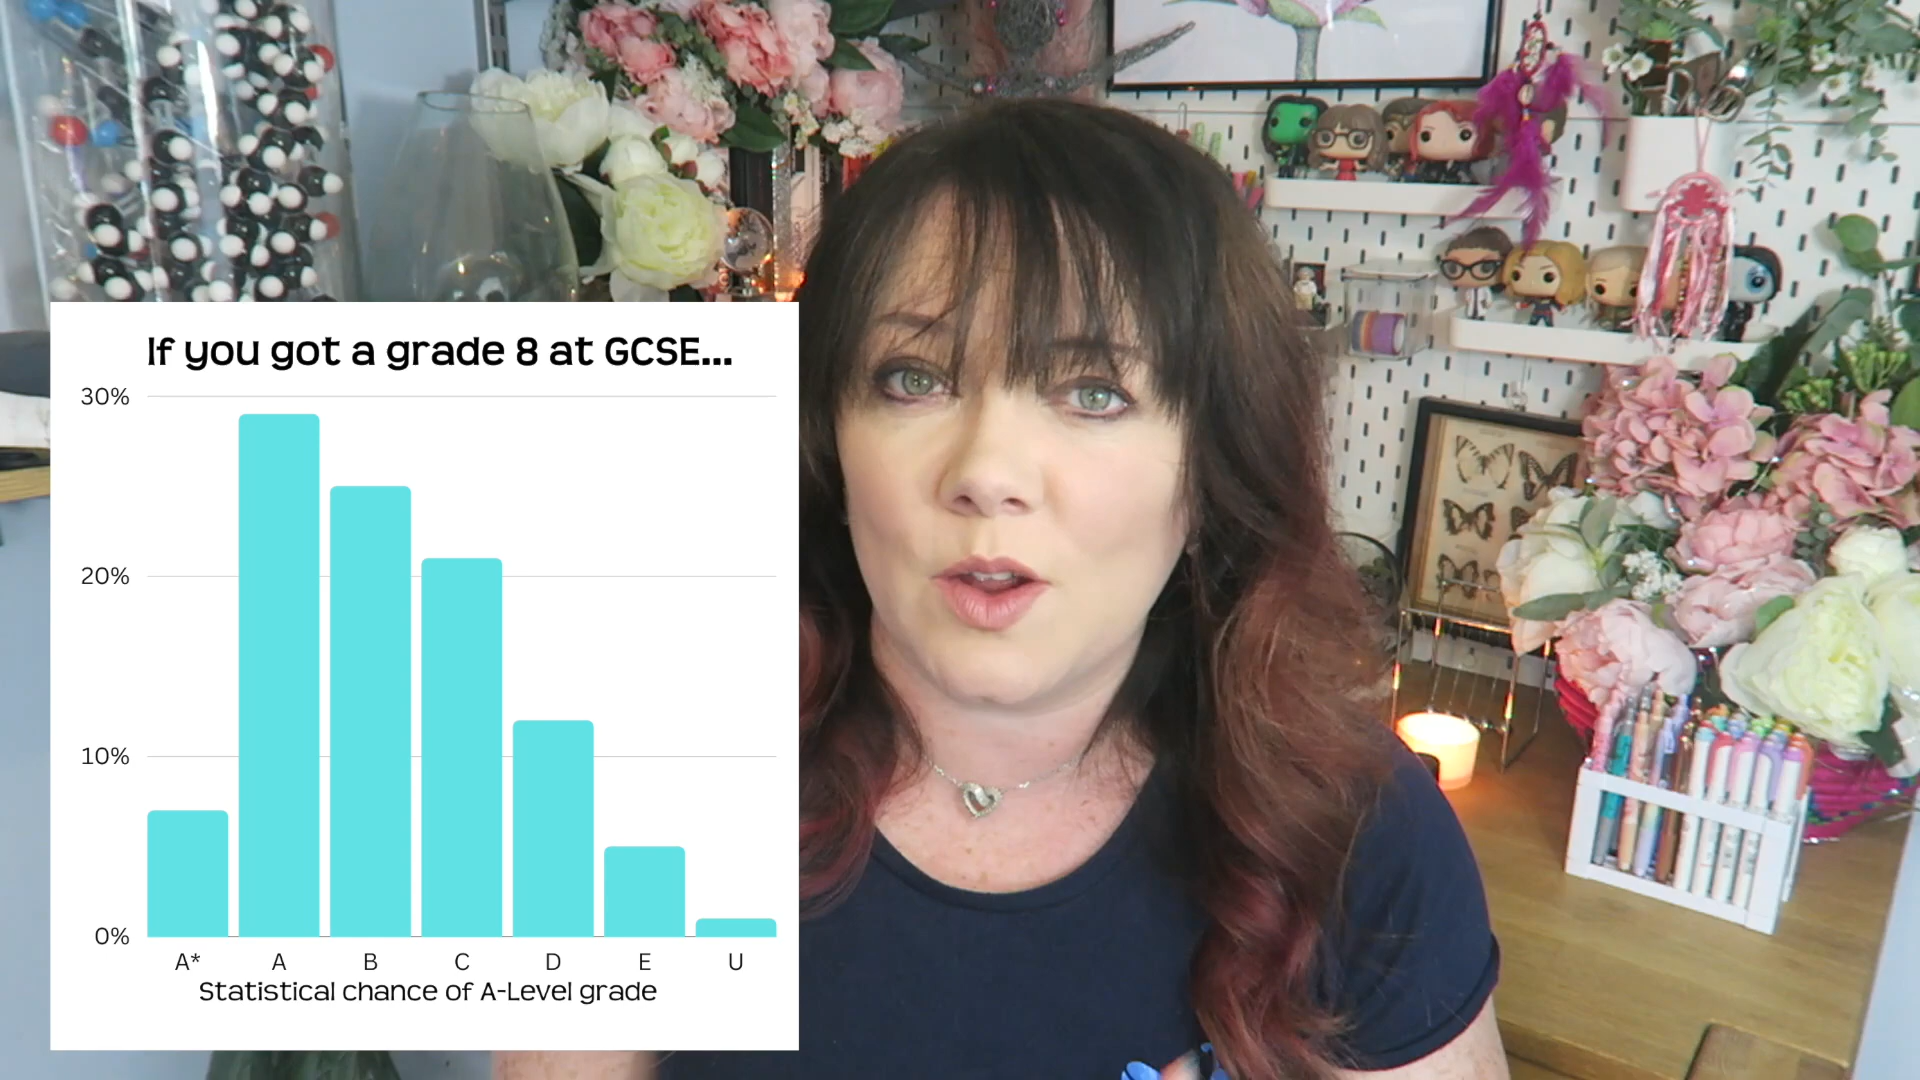 If you got a grade 8 at GCSE...
30%
20%
10%
0%
A* A B C D E U
Statistical chance of A-Level grade